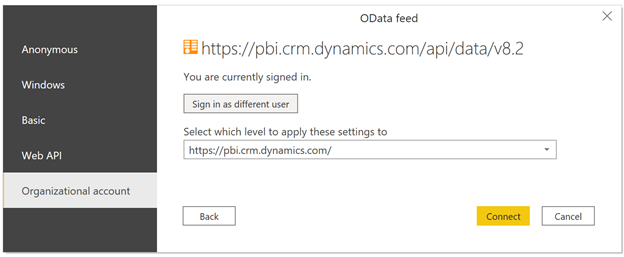 OData feed
Anonymous
Windows
Basic
Web API
Organizational account
https://pbi.crm.dynamics.com/api/data/v8.2
You are currently signed in.
Sign in as different user
Select which level to apply these settings to
https://pbi.crm.dynamics.com/
Back
Connect
Cancel